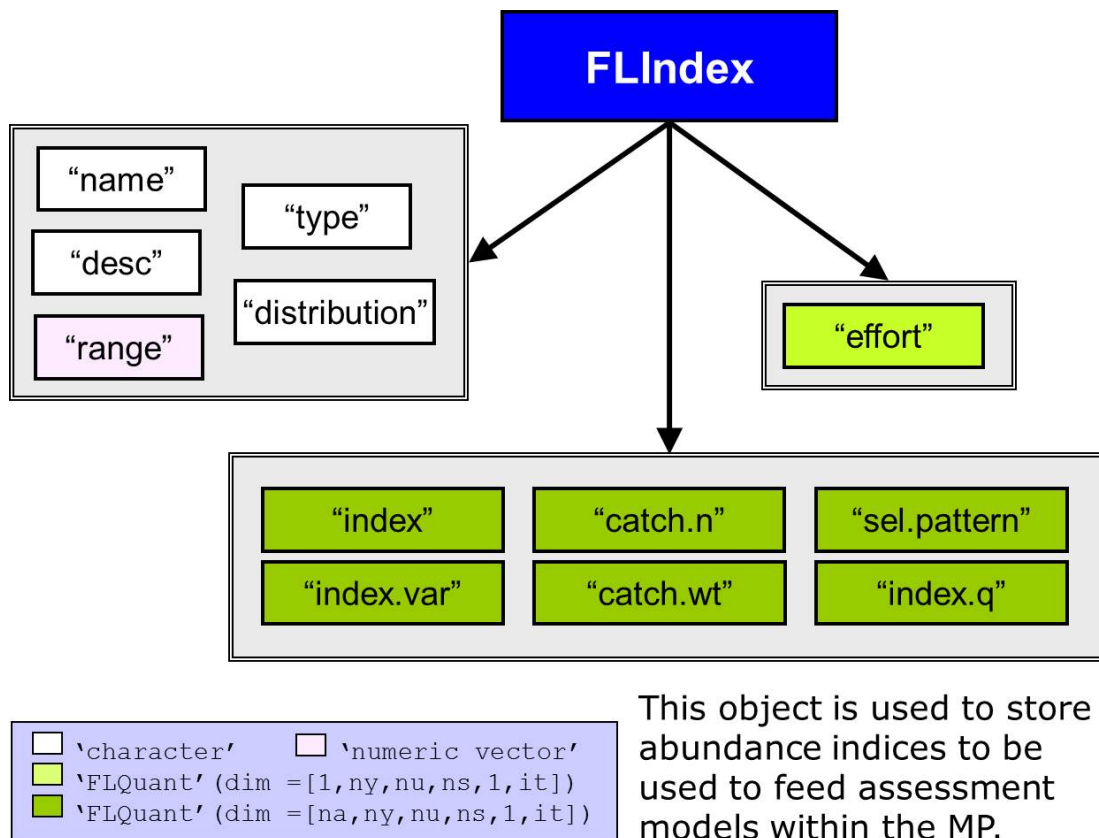 FLIndex
“name”
“type”
“desc”
“distribution”
“range”
“effort”
“index” “catch.n” “sel.pattern”
“index.var” “catch.wt” “index.q”
‘character’ ‘numeric vector’
‘FLQuant’(dim =[1,ny,nu,ns,1,it])
‘FLQuant’(dim =[na,ny,nu,ns,1,it])
This object is used to store
abundance indices to be
used to feed assessment
models within the MP.